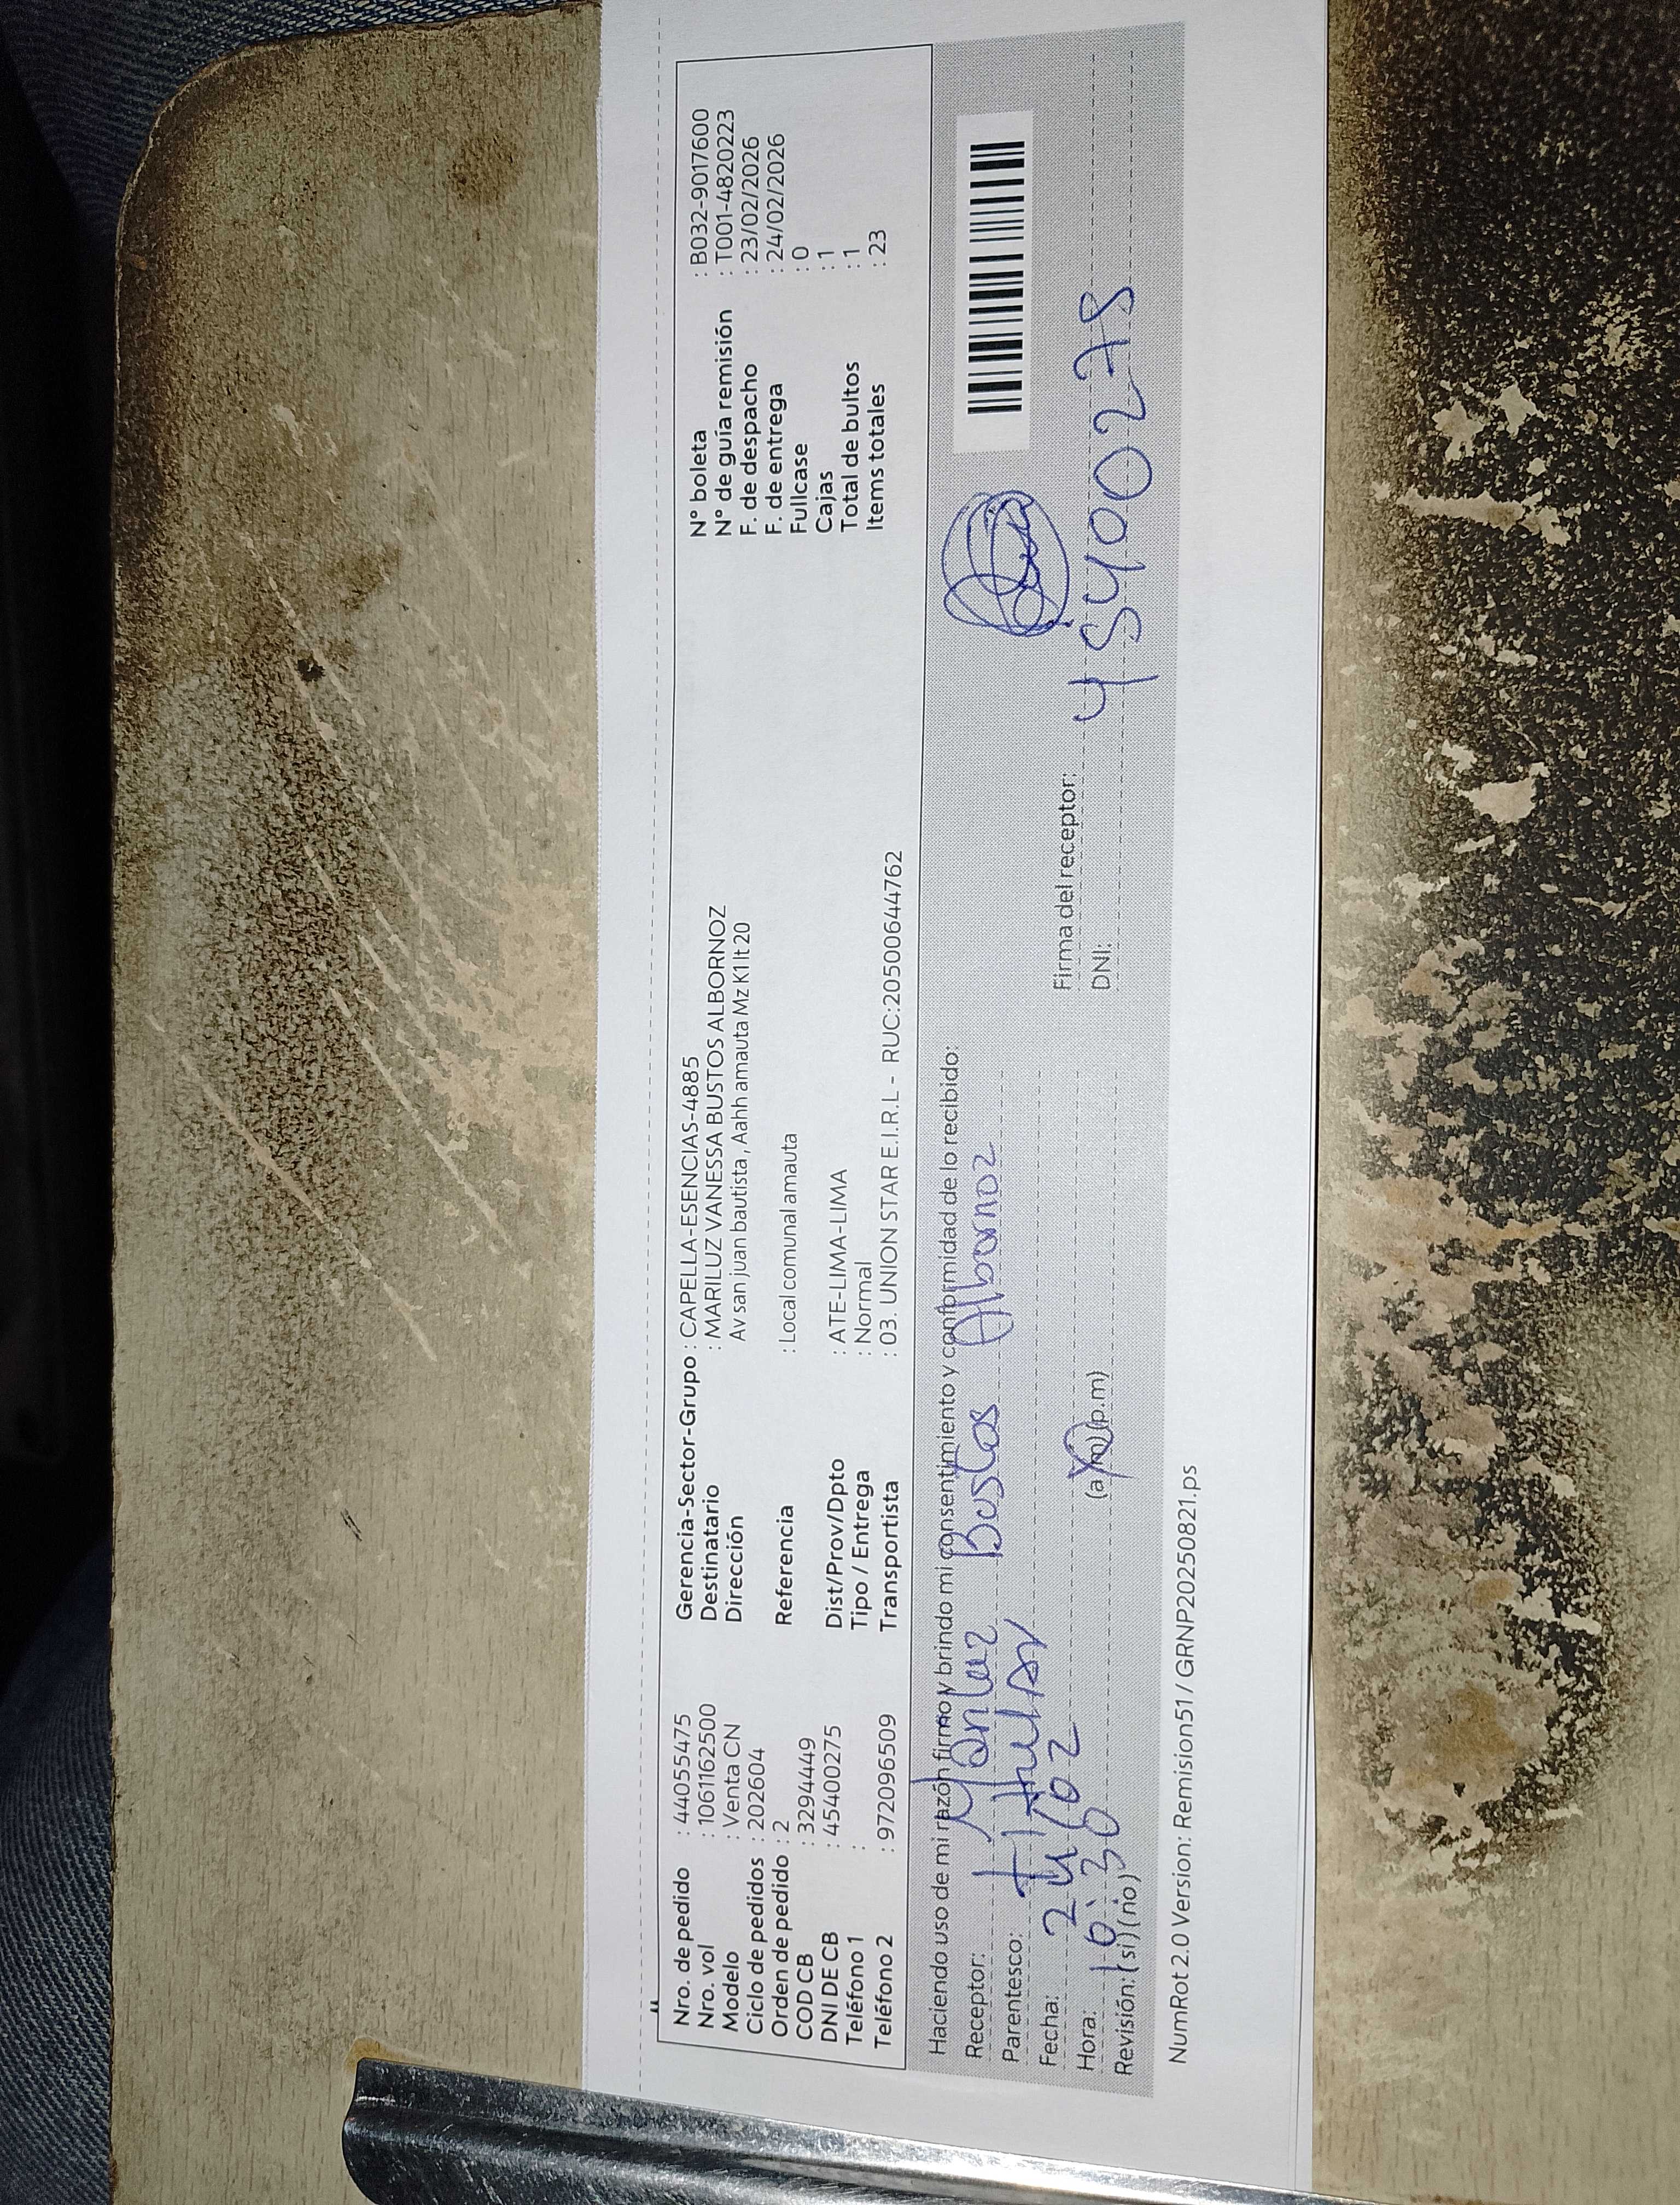 Nro. de pedido : 44055475
Nro. vol : 1061162500
Modelo : Venta CN
Ciclo de pedidos : 202604
Orden de pedido : 2
COD CB : 3294449
DNI DE CB : 45400275
Teléfono 1 :
Teléfono 2 : 972096509
Gerencia-Sector-Grupo : CAPELLA-ESENCIAS-4885
Destinatario : MARILUZ VANESSA BUSTOS ALBORNOZ
Dirección Av san juan bautista , Aahh amauta Mz K1 lt 20
Referencia : Local comunal amauta
Dist/Prov/Dpto : ATE-LIMA-LIMA
Tipo / Entrega : Normal
Transportista : 03. UNION STAR E.I.R.L - RUC:20500644762
N° boleta : B032-9017600
N° de guía remisión : T001-4820223
F. de despacho : 23/02/2026
F. de entrega : 24/02/2026
Fullcase : 0
Cajas : 1
Total de bultos : 1
Items totales : 23
Haciendo uso de mi razón firmo y brindo mi consentimiento y conformidad de lo recibido:
Receptor: Mariluz Bustos Albornoz
Parentesco: titular
Fecha: 24/02
Hora: 10:30 (a.m) (p.m)
Revisión: (si) (no)
Firma del receptor:
DNI: 45400275
NumRot 2.0 Version: Remision51 / GRNP20250821.ps